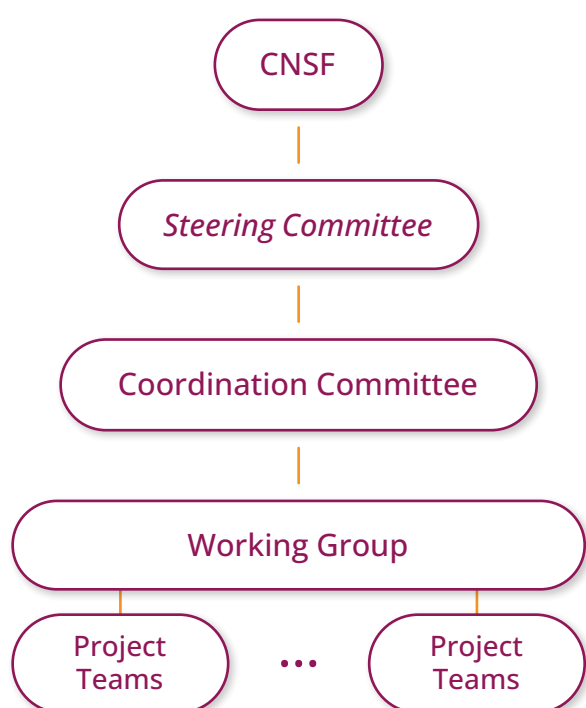 CNSF
Steering Committee
Coordination Committee
Working Group
Project
Teams
...
Project
Teams